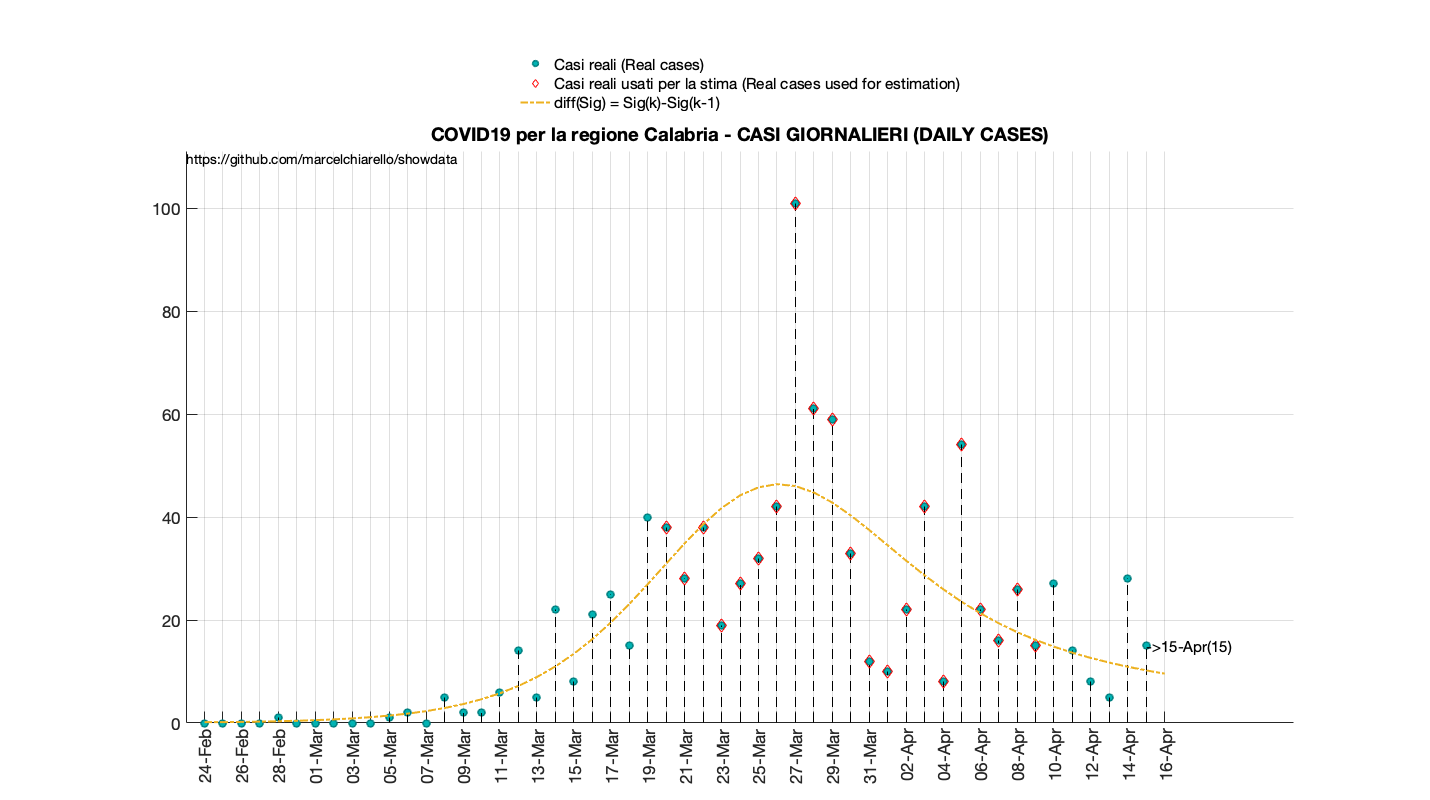 Casi reali (Real cases)
Casi reali usati per la stima (Real cases used for estimation)
diff(Sig) = Sig(k)-Sig(k-1)
COVID19 per la regione Calabria - CASI GIORNALIERI (DAILY CASES)
https://github.com/marcelchiarello/showdata
100
80
60
40
20
0
>15-Apr(15)
24-Feb
26-Feb
28-Feb
01-Mar
03-Mar
05-Mar
07-Mar
09-Mar
11-Mar
13-Mar
15-Mar
17-Mar
19-Mar
21-Mar
23-Mar
25-Mar
27-Mar
29-Mar
31-Mar
02-Apr
04-Apr
06-Apr
08-Apr
10-Apr
12-Apr
14-Apr
16-Apr